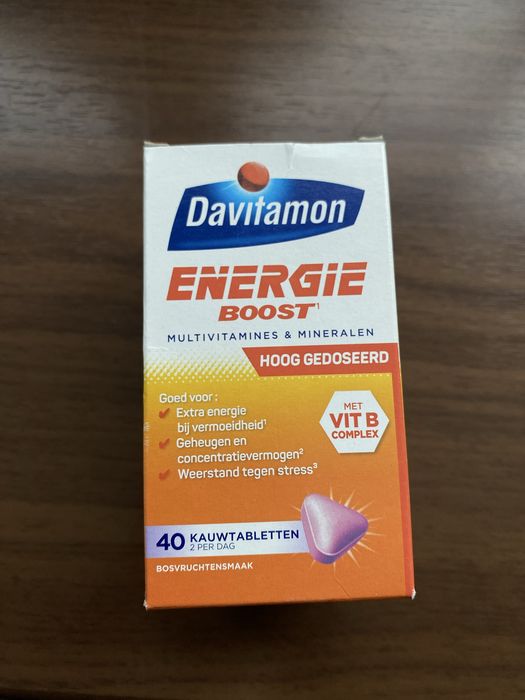 Davitamon
ENERGIE
BOOST¹
MULTIVITAMINES & MINERALEN
HOOG GEDOSEERD
Goed voor :
Extra energie
bij vermoeidheid¹
Geheugen en
concentratievermogen²
Weerstand tegen stress³
MET
VIT B
COMPLEX
40 KAUWTABLETTEN
2 PER DAG
BOSVRUCHTENSMAAK